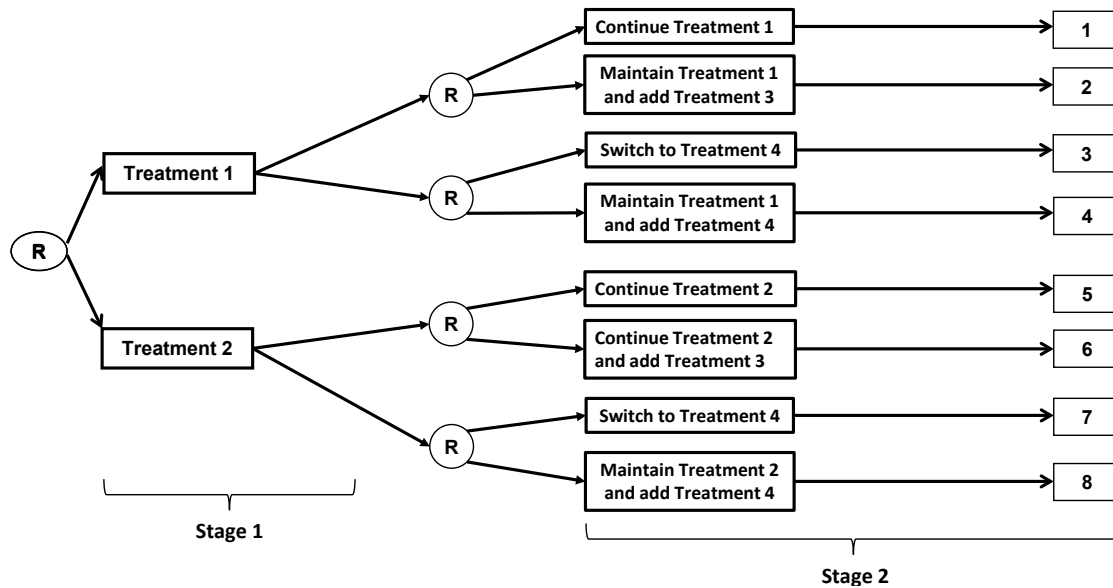 Continue Treatment 1
1
Maintain Treatment 1
and add Treatment 3
2
R
Treatment 1
Switch to Treatment 4
3
R
Maintain Treatment 1
and add Treatment 4
4
R
Continue Treatment 2
5
R
Treatment 2
Continue Treatment 2
and add Treatment 3
6
Switch to Treatment 4
7
R
Maintain Treatment 2
and add Treatment 4
8
Stage 1
Stage 2